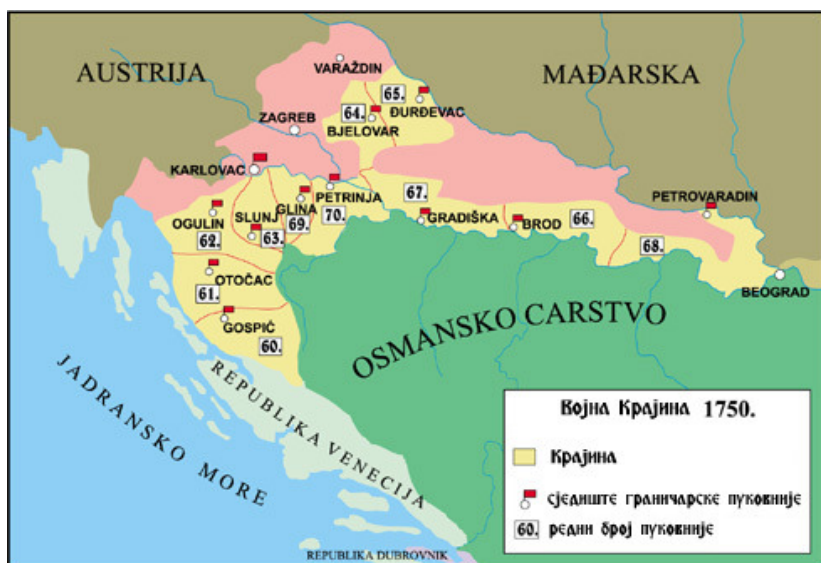 AUSTRIJA
MAĐARSKA
VARAŽDIN
65.
ĐURĐEVAC
64.
BJELOVAR
ZAGREB
KARLOVAC
PETRINJA
67.
PETROVARADIN
GLINA
OGULIN
SLUNJ
69.
70.
GRADIŠKA
BROD
66.
62.
63.
68.
OTOČAC
BEOGRAD
61.
GOSPIĆ
60.
OSMANSKO CARSTVO
JADRANSKO MORE
REPUBLIKA VENECIJA
REPUBLIKA DUBROVNIK
Војна Крајина 1750.
Крајина
сједиште граничарске пуковније
60. редни број пуковније